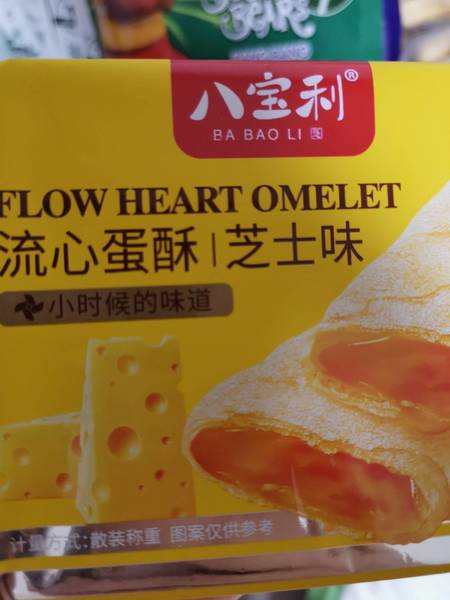 BEARS
八宝利®
BA BAO LI
FLOW HEART OMELET
流心蛋酥|芝士味
小时候的味道
计量方式:散装称重 图案仅供参考